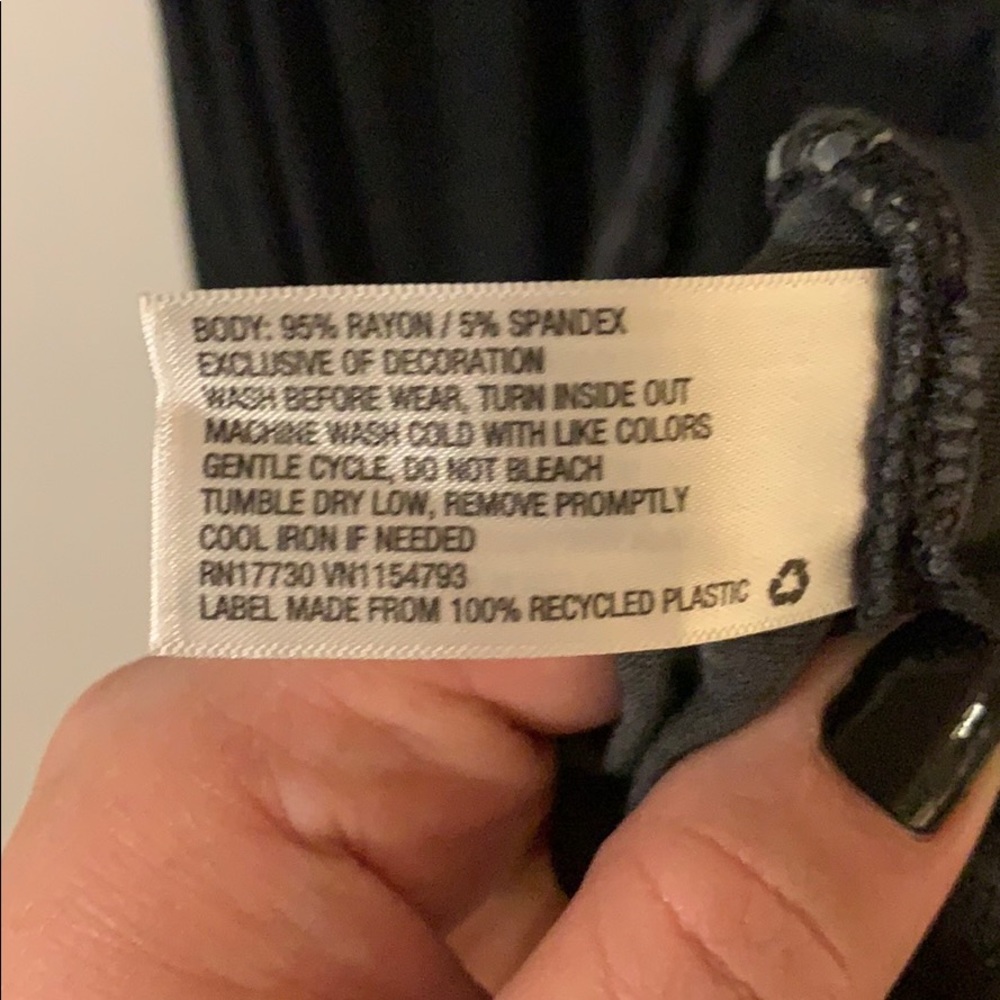 BODY: 95% RAYON / 5% SPANDEX
EXCLUSIVE OF DECORATION
WASH BEFORE WEAR, TURN INSIDE OUT
MACHINE WASH COLD WITH LIKE COLORS
GENTLE CYCLE, DO NOT BLEACH
TUMBLE DRY LOW, REMOVE PROMPTLY
COOL IRON IF NEEDED
RN17730 VN1154793
LABEL MADE FROM 100% RECYCLED PLASTIC